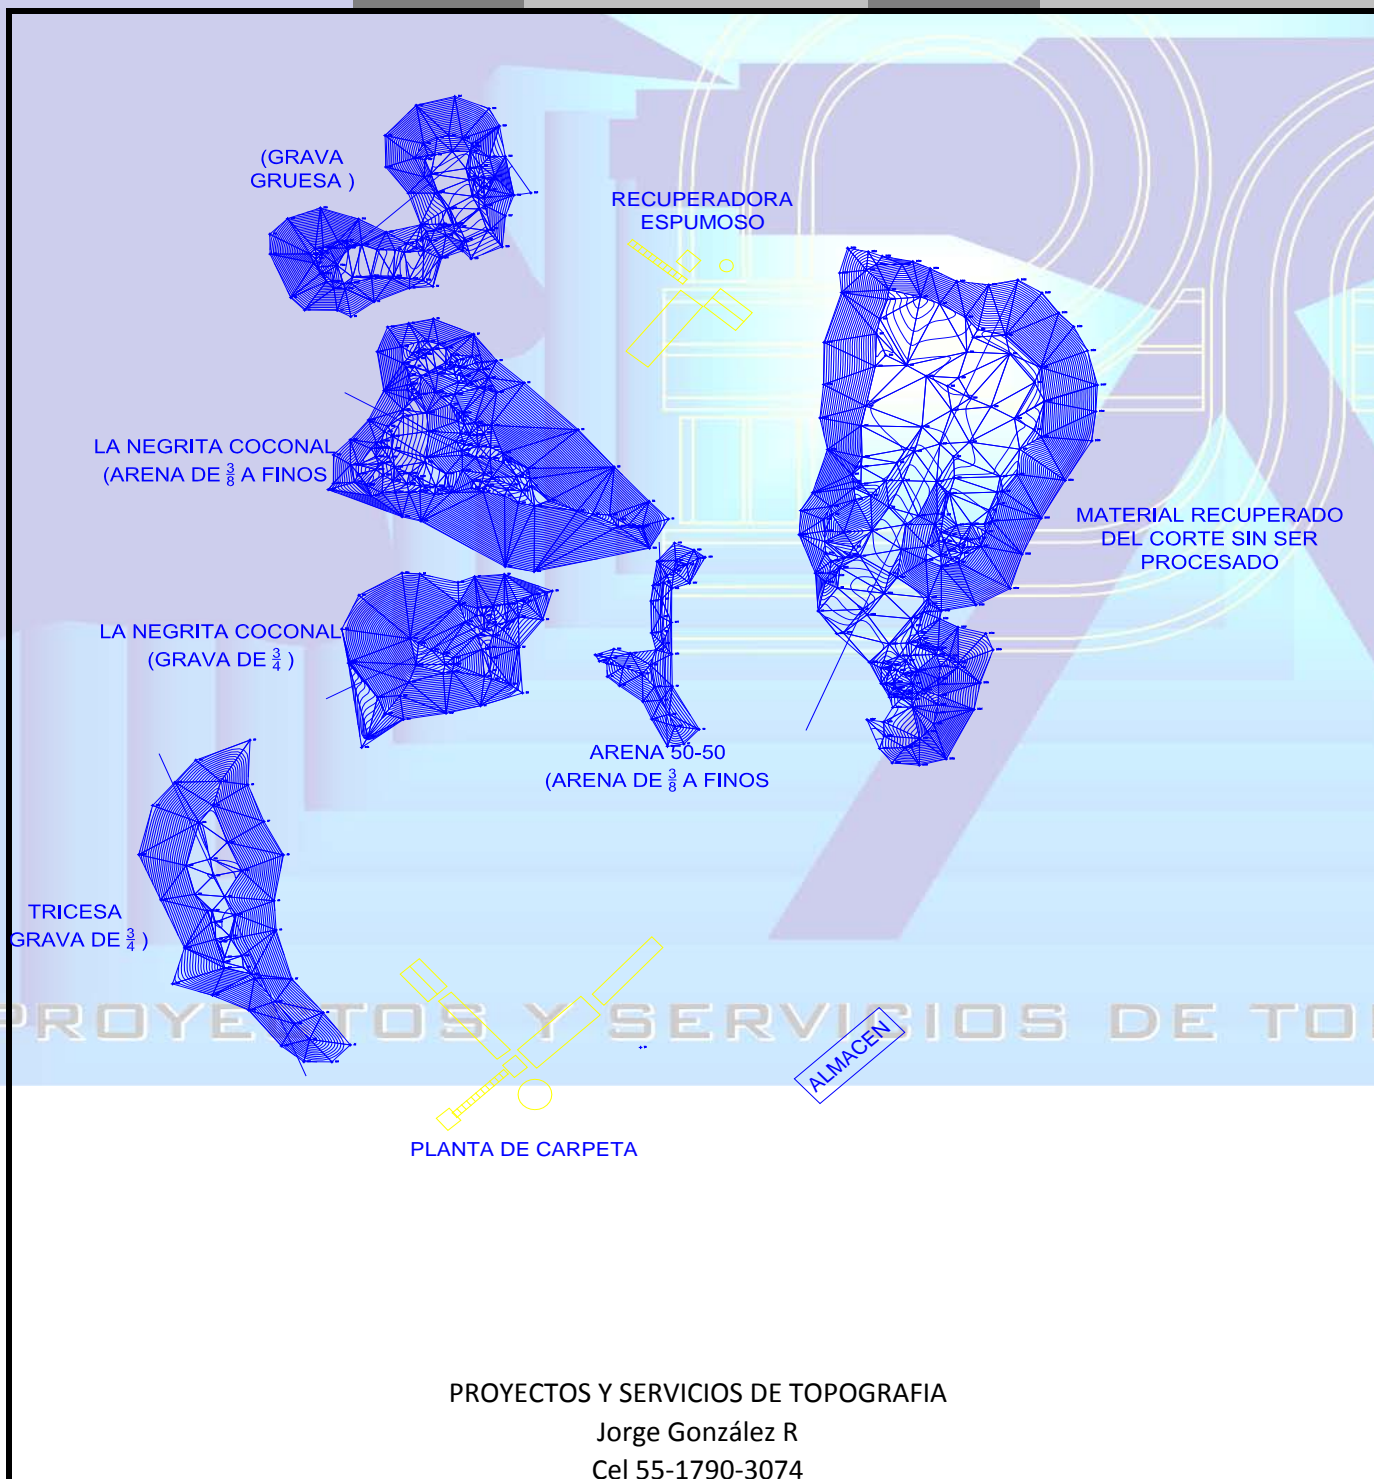 (GRAVA
GRUESA )
RECUPERADORA
ESPUMOSO
LA NEGRITA COCONAL
(ARENA DE 3/8 A FINOS
MATERIAL RECUPERADO
DEL CORTE SIN SER
PROCESADO
LA NEGRITA COCONAL
(GRAVA DE 3/4 )
ARENA 50-50
(ARENA DE 3/8 A FINOS
TRICESA
GRAVA DE 3/4 )
PROYECTOS Y SERVICIOS DE TO
ALMACEN
PLANTA DE CARPETA
PROYECTOS Y SERVICIOS DE TOPOGRAFIA
Jorge González R
Cel 55-1790-3074